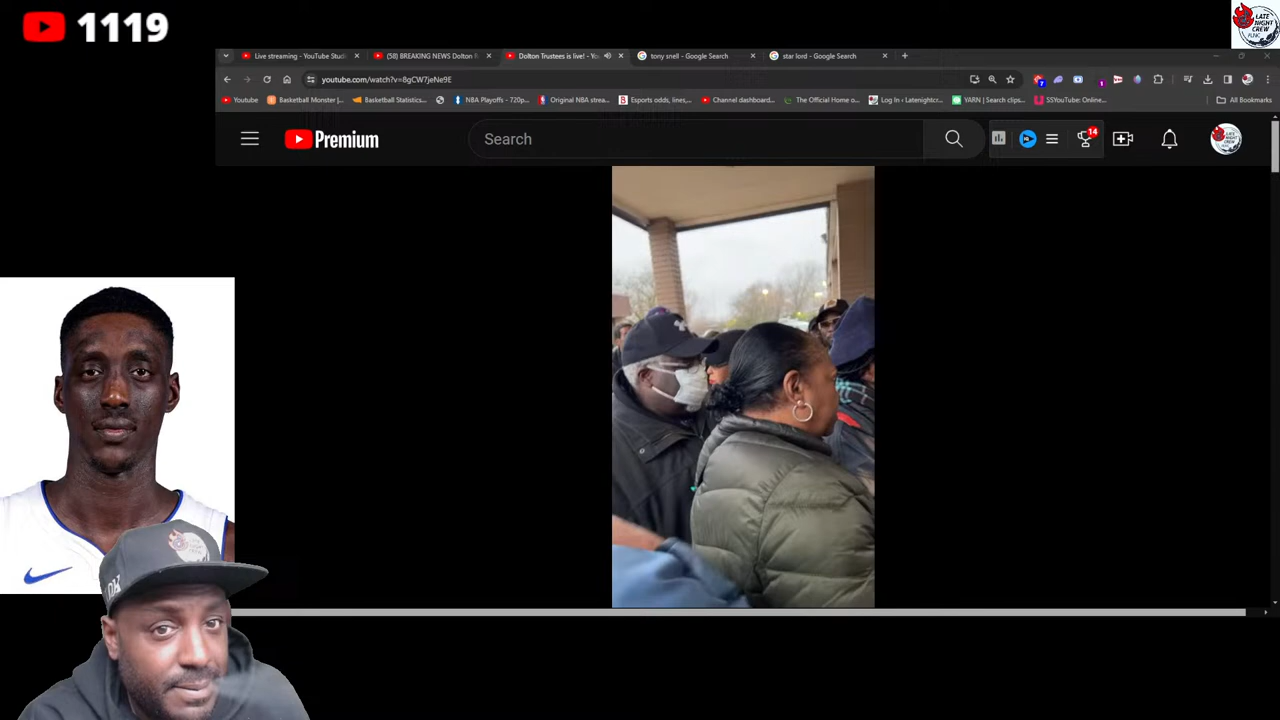 1119
LATE
NIGHT
CREW
Live streaming - YouTube Studi
(58) BREAKING NEWS Dolton R
Dolton Trustees is live! - Yo
tony snell - Google Search
star lord - Google Search
youtube.com/watch?v=8gCW7jeNe9E
Youtube
Basketball Monster |
Basketball Statistics...
NBA Playoffs - 720p...
Original NBA strea...
Esports odds, lines,...
Channel dashboard...
The Official Home o...
Log In ‹ Latenightcr...
YARN | Search clips...
SSYouTube: Online...
All Bookmarks
Premium
Search
14